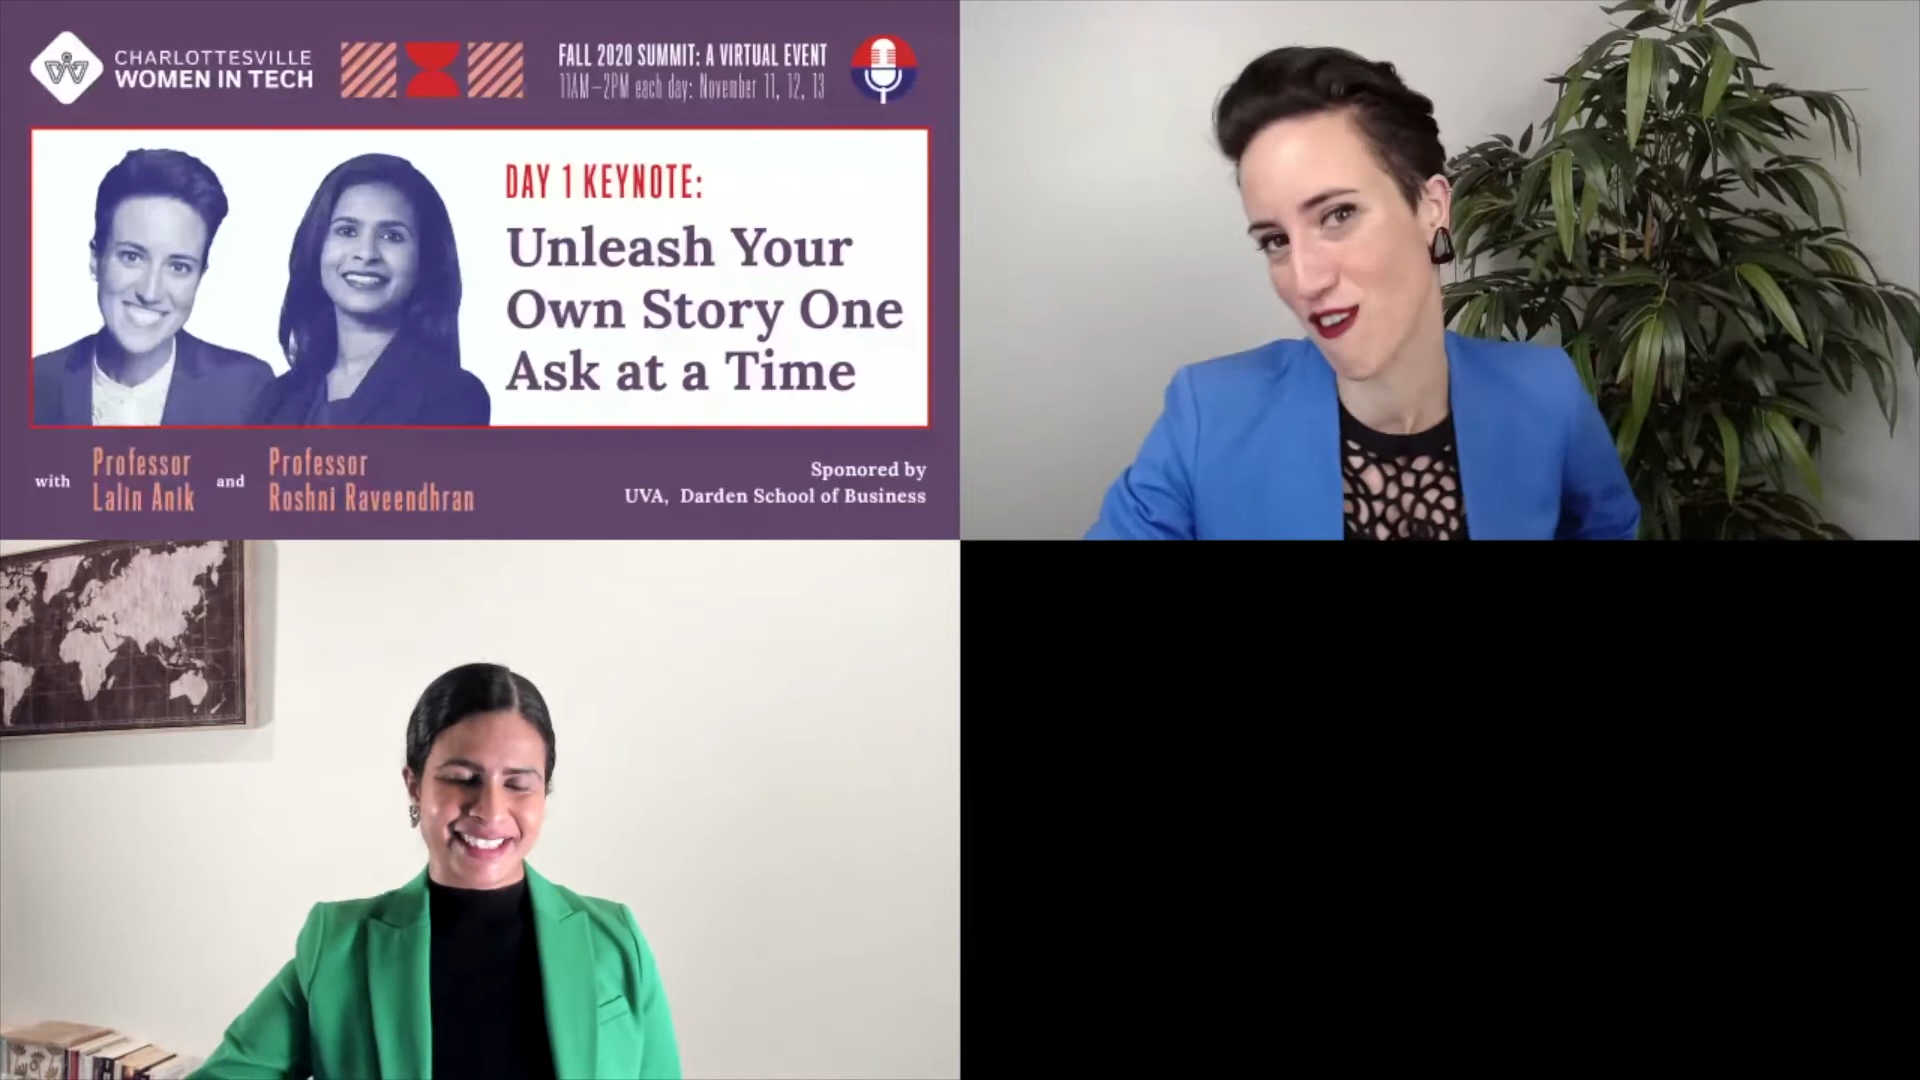 CHARLOTTESVILLE
WOMEN IN TECH
FALL 2020 SUMMIT: A VIRTUAL EVENT
11AM–2PM each day: November 11, 12, 13
DAY 1 KEYNOTE:
Unleash Your
Own Story One
Ask at a Time
with
Professor
Lalin Anik
and
Professor
Roshni Raveendhran
Sponored by
UVA, Darden School of Business